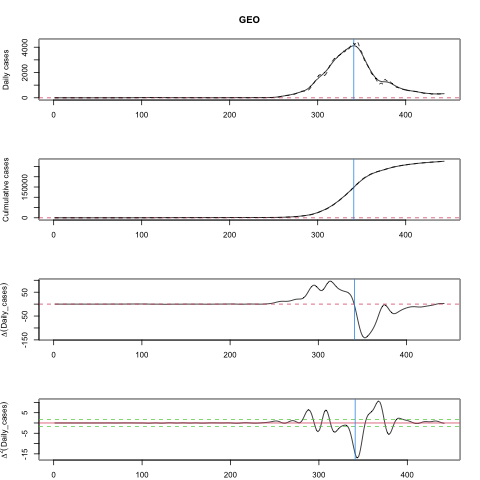 GEO
Daily cases
0 2000 4000
0 100 200 300 400
Culmulative cases
0 150000
0 100 200 300 400
Δ(Daily_cases)
-150 -50 50
0 100 200 300 400
Δ²(Daily_cases)
-15 -5 5
0 100 200 300 400